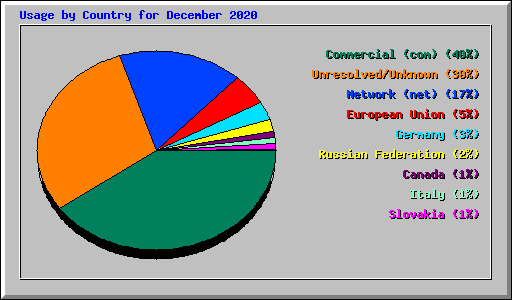 Usage by Country for December 2020
Commercial (com) (40%)
Unresolved/Unknown (30%)
Network (net) (17%)
European Union (5%)
Germany (3%)
Russian Federation (2%)
Canada (1%)
Italy (1%)
Slovakia (1%)